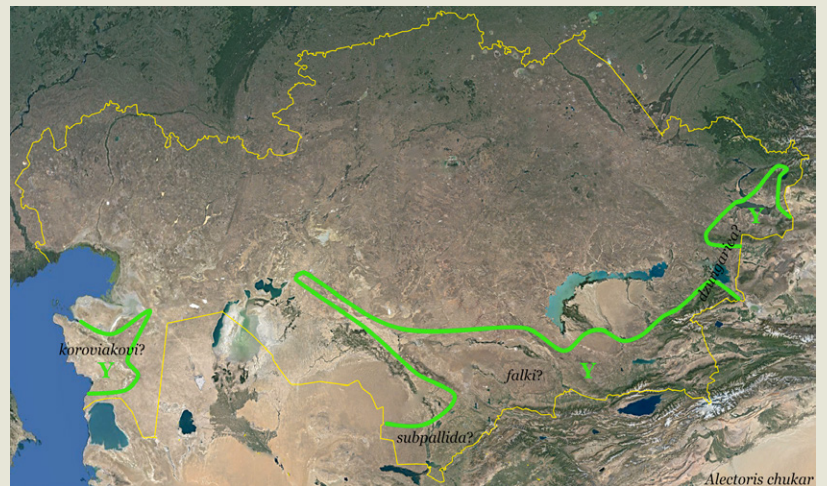 Y
dzungarica?
koroviakovi?
Y
falki?
Y
subpallida?
Alectoris chukar